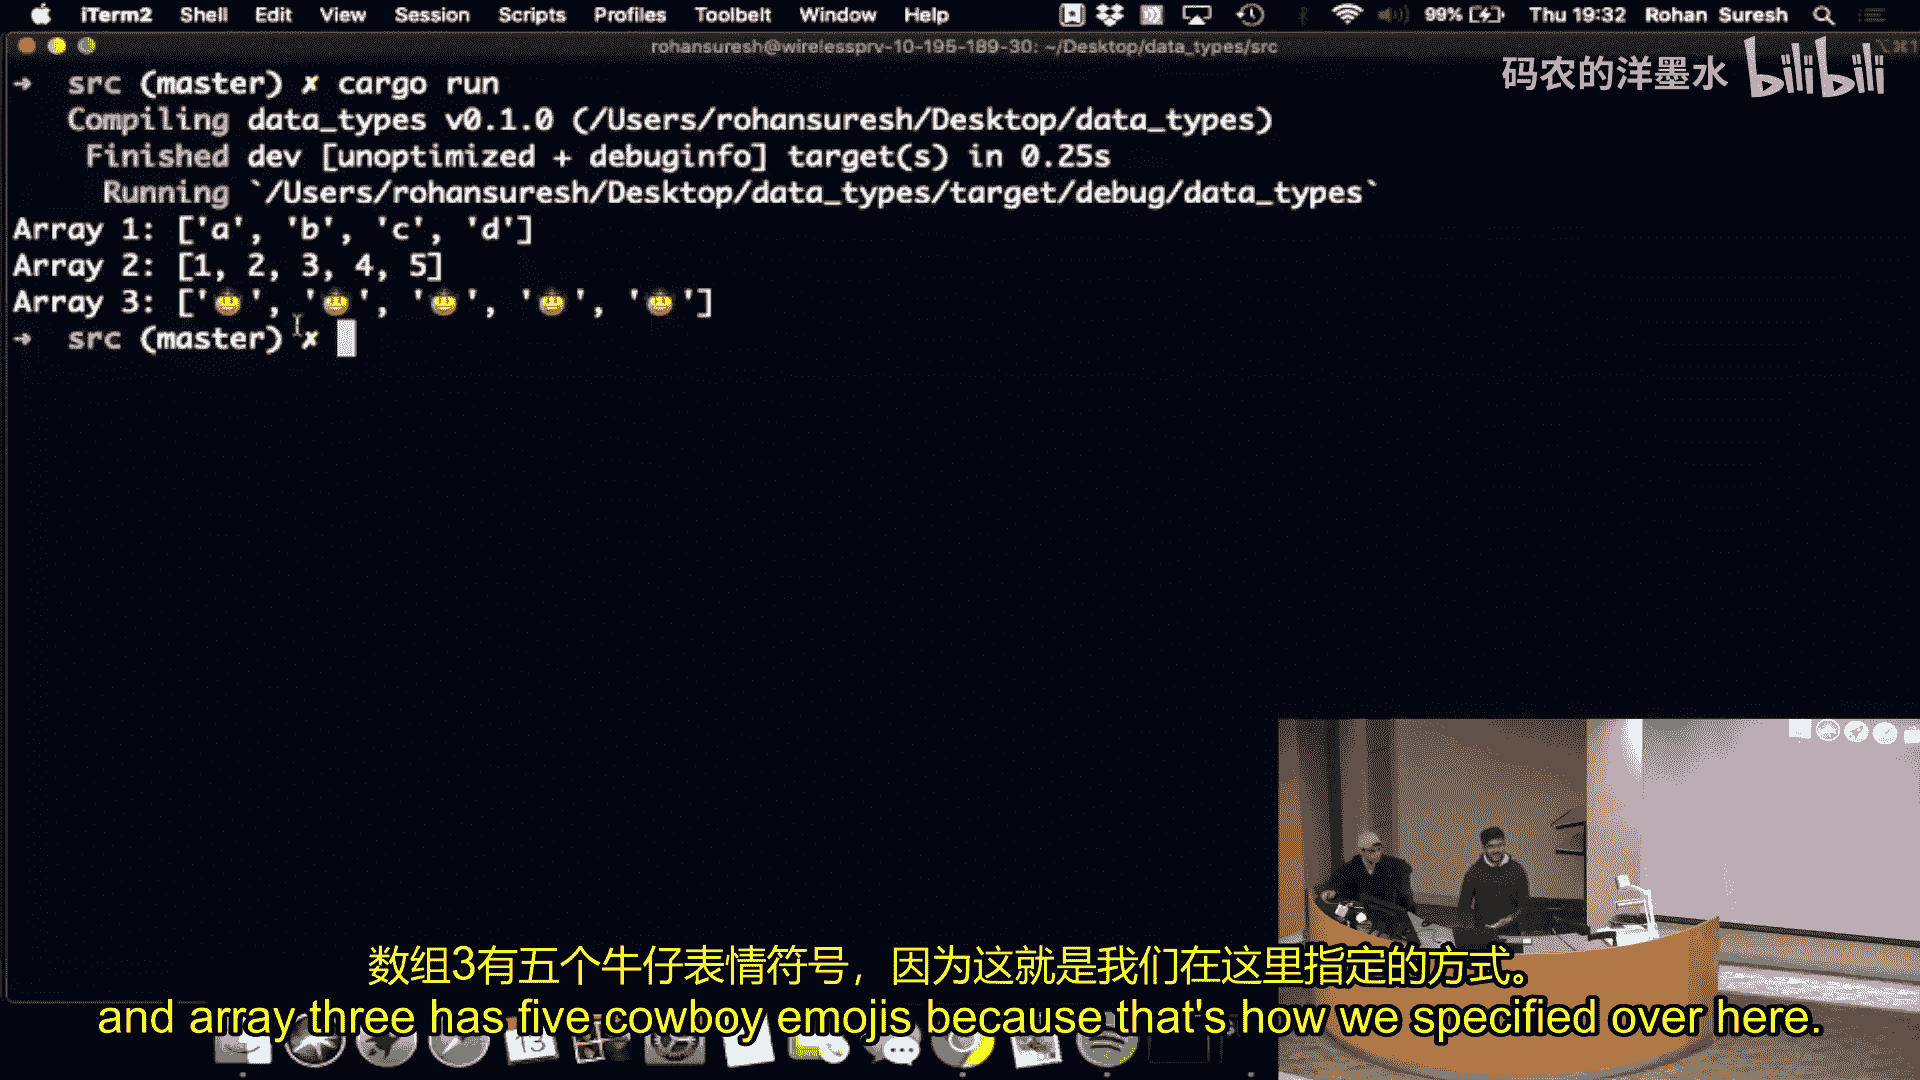 iTerm2 Shell Edit View Session Scripts Profiles Toolbelt Window Help 99% Thu 19:32 Rohan Suresh
rohansuresh@wirelessprv-10-195-189-30: ~/Desktop/data_types/src
码农的洋墨水 bilibili
→ src (master) ✗ cargo run
Compiling data_types v0.1.0 (/Users/rohansuresh/Desktop/data_types)
Finished dev [unoptimized + debuginfo] target(s) in 0.25s
Running `/Users/rohansuresh/Desktop/data_types/target/debug/data_types`
Array 1: ['a', 'b', 'c', 'd']
Array 2: [1, 2, 3, 4, 5]
Array 3: ['🤠', '🤠', '🤠', '🤠', '🤠']
→ src (master) ✗
数组3有五个牛仔表情符号，因为这就是我们在这里指定的方式。
and array three has five cowboy emojis because that's how we specified over here.
13